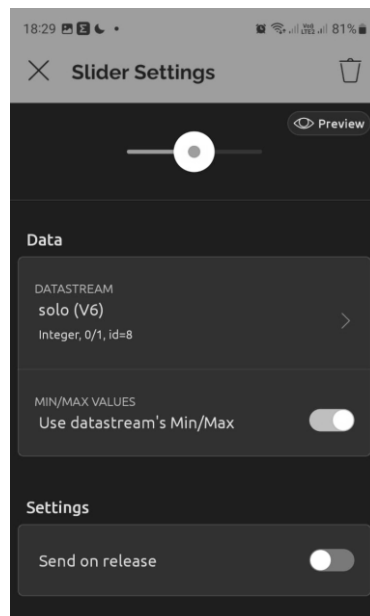 18:29
81%
Slider Settings
Preview
Data
DATASTREAM
solo (V6)
Integer, 0/1, id=8
MIN/MAX VALUES
Use datastream's Min/Max
Settings
Send on release